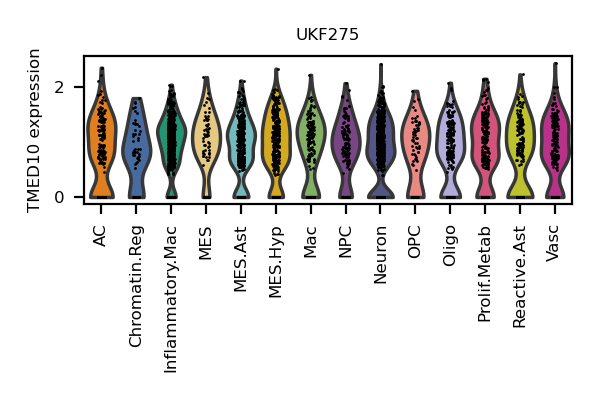 UKF275
TMED10 expression
2
0
AC
Chromatin.Reg
Inflammatory.Mac
MES
MES.Ast
MES.Hyp
Mac
NPC
Neuron
OPC
Oligo
Prolif.Metab
Reactive.Ast
Vasc